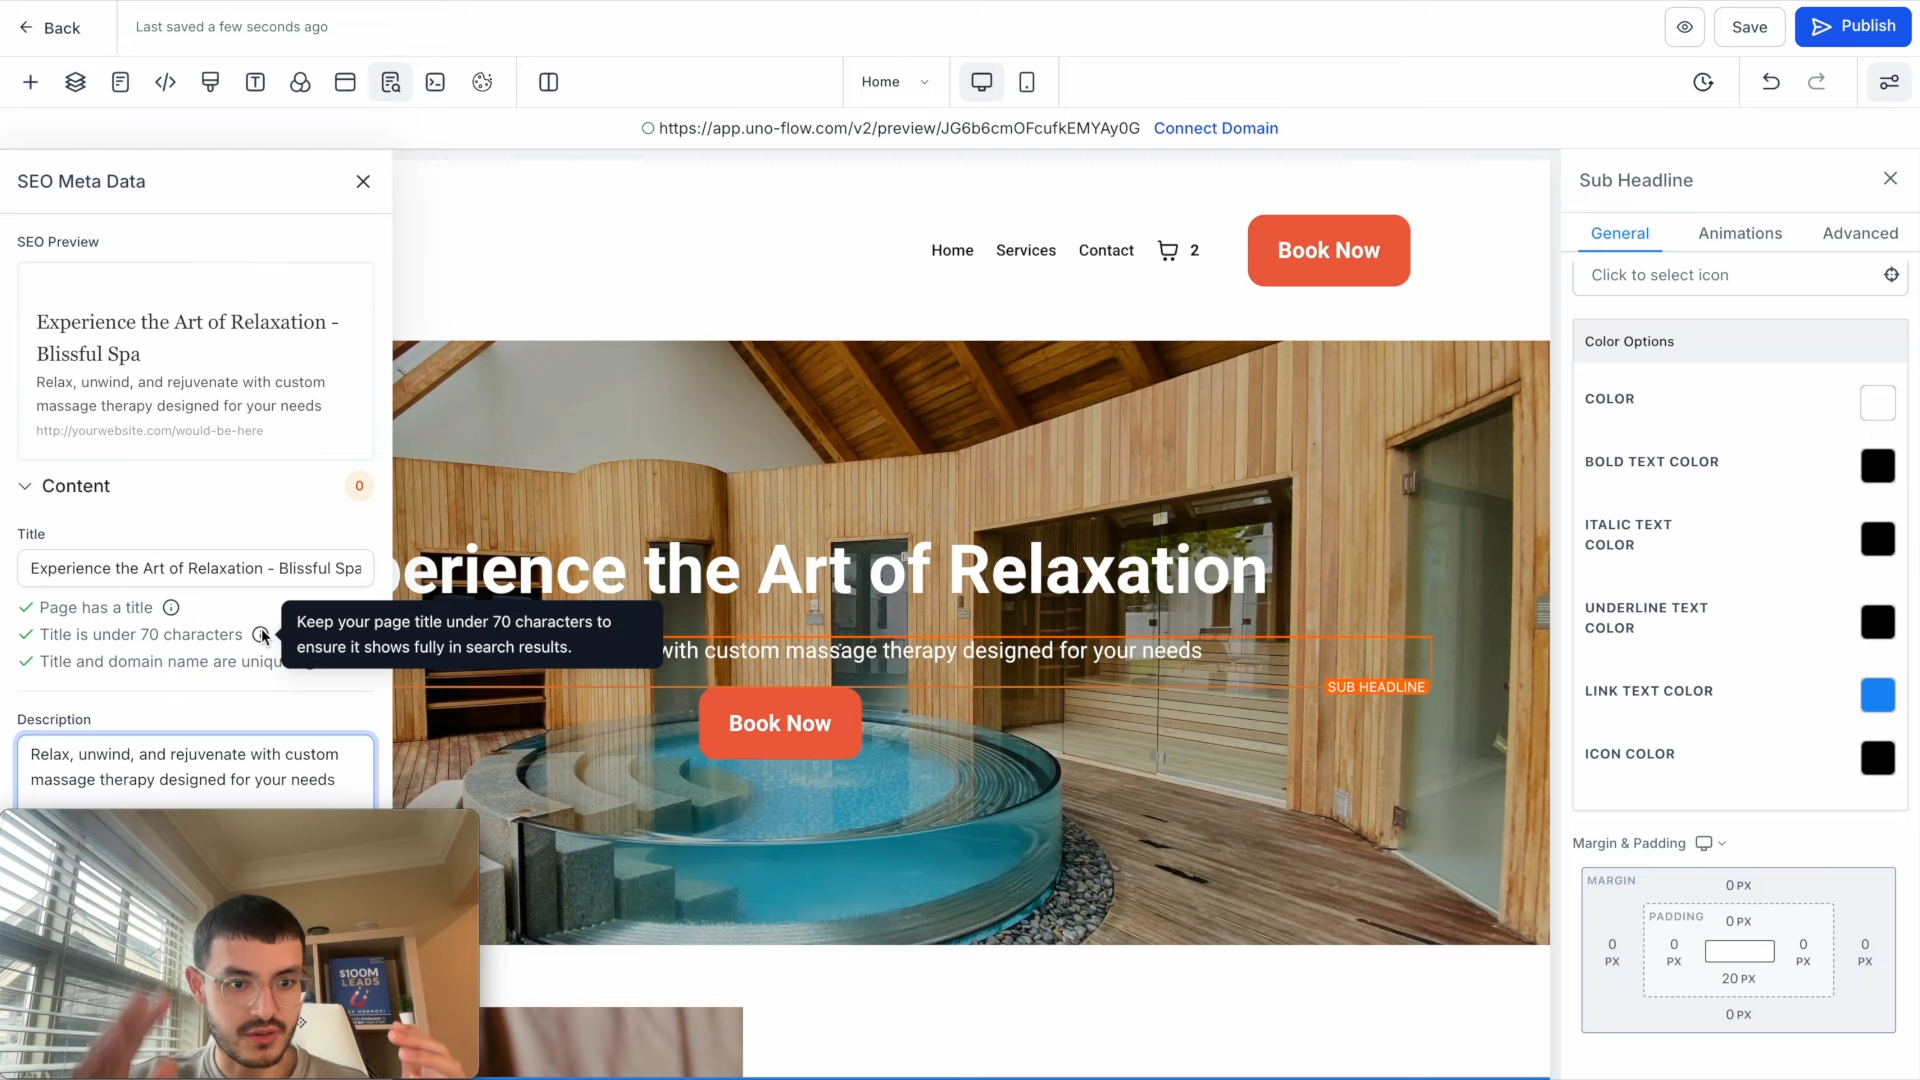 Back
Last saved a few seconds ago
Save
Publish
Home
https://app.uno-flow.com/v2/preview/JG6b6cmOFcufkEMYAy0G Connect Domain
SEO Meta Data
SEO Preview
Experience the Art of Relaxation -
Blissful Spa
Relax, unwind, and rejuvenate with custom
massage therapy designed for your needs
http://yourwebsite.com/would-be-here
Content
0
Title
Experience the Art of Relaxation - Blissful Spa
Page has a title
Title is under 70 characters
Title and domain name are uniqu
Keep your page title under 70 characters to
ensure it shows fully in search results.
Description
Relax, unwind, and rejuvenate with custom
massage therapy designed for your needs
Home Services Contact 2
Book Now
perience the Art of Relaxation
with custom massage therapy designed for your needs
SUB HEADLINE
Book Now
$100M
LEADS
Sub Headline
General Animations Advanced
Click to select icon
Color Options
COLOR
BOLD TEXT COLOR
ITALIC TEXT
COLOR
UNDERLINE TEXT
COLOR
LINK TEXT COLOR
ICON COLOR
Margin & Padding
MARGIN
0 PX
PADDING
0 PX
0 PX
0 PX
0 PX
0 PX
20 PX
0 PX